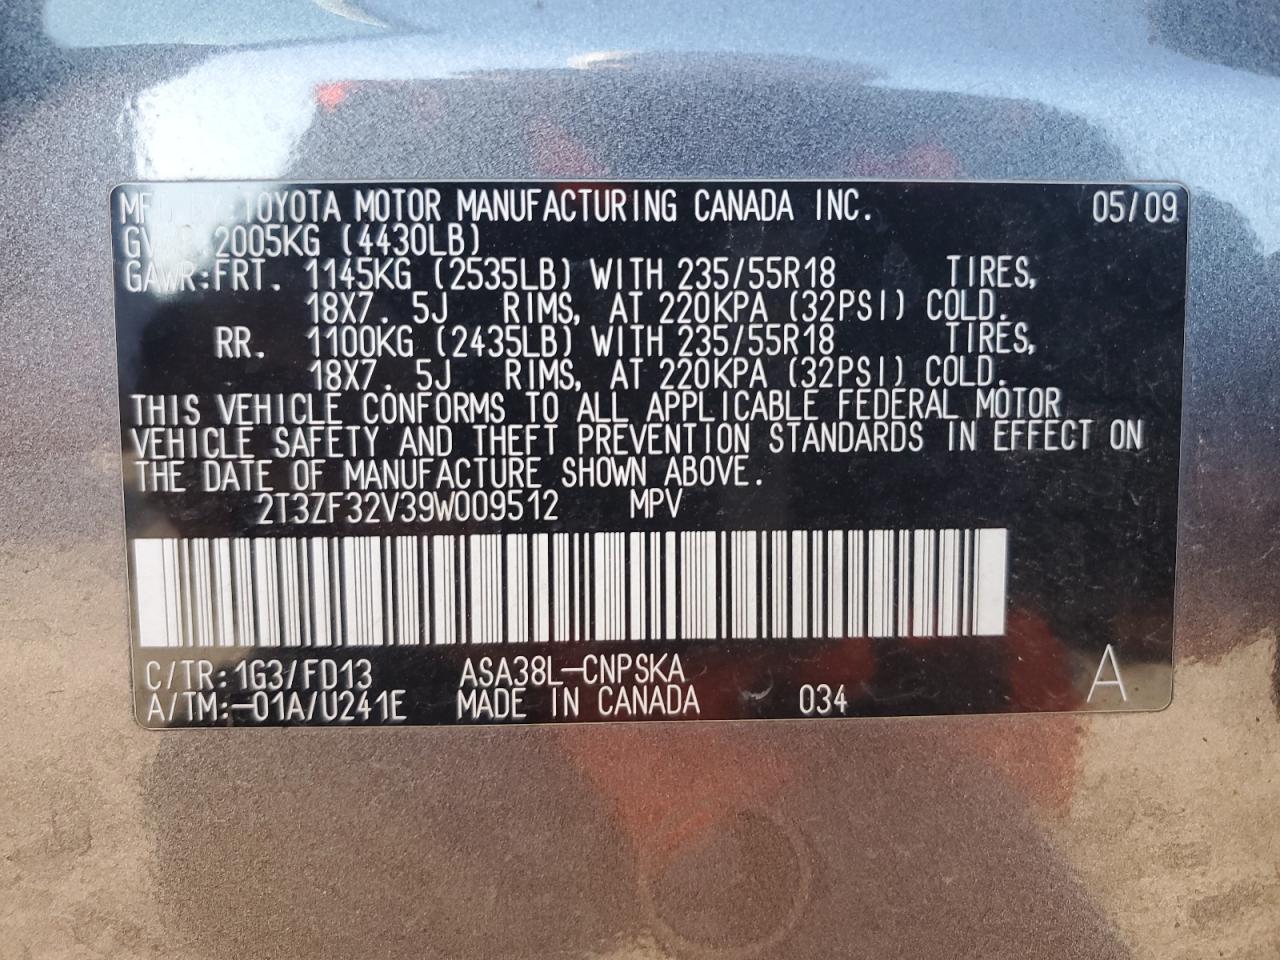 MFD. BY:TOYOTA MOTOR MANUFACTURING CANADA INC. 05/09
GVWR:2005KG (4430LB)
GAWR:FRT. 1145KG (2535LB) WITH 235/55R18 TIRES,
18X7.5J RIMS, AT 220KPA (32PSI) COLD.
RR. 1100KG (2435LB) WITH 235/55R18 TIRES,
18X7.5J RIMS, AT 220KPA (32PSI) COLD.
THIS VEHICLE CONFORMS TO ALL APPLICABLE FEDERAL MOTOR
VEHICLE SAFETY AND THEFT PREVENTION STANDARDS IN EFFECT ON
THE DATE OF MANUFACTURE SHOWN ABOVE.
2T3ZF32V39W009512 MPV
C/TR:1G3/FD13 ASA38L-CNPSKA
A/TM:-01A/U241E MADE IN CANADA 034 A